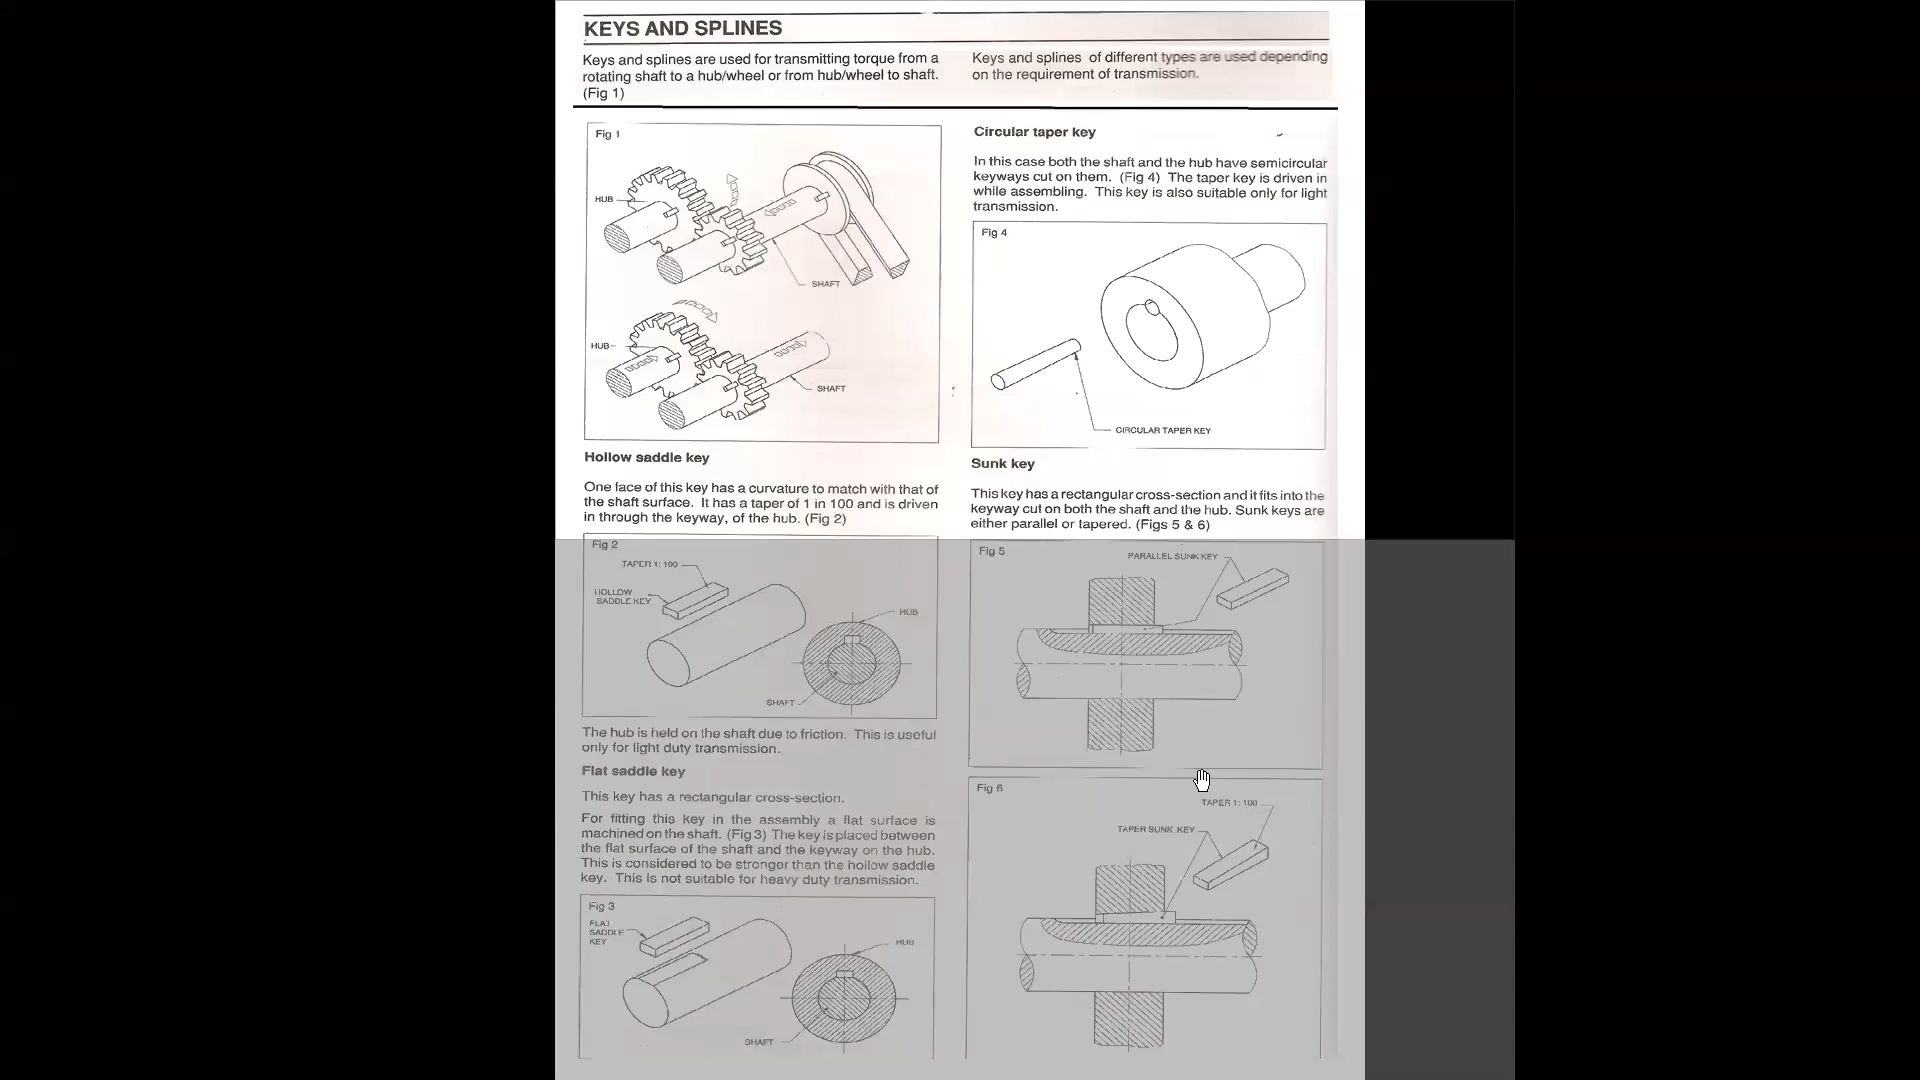 KEYS AND SPLINES
Keys and splines are used for transmitting torque from a
rotating shaft to a hub/wheel or from hub/wheel to shaft.
(Fig 1)
Keys and splines of different types are used depending
on the requirement of transmission.
Fig 1
HUB
SHAFT
HUB
SHAFT
Hollow saddle key
One face of this key has a curvature to match with that of
the shaft surface. It has a taper of 1 in 100 and is driven
in through the keyway, of the hub. (Fig 2)
Fig 2
TAPER 1: 100
HOLLOW
SADDLE KEY
HUB
SHAFT
The hub is held on the shaft due to friction. This is useful
only for light duty transmission.
Flat saddle key
This key has a rectangular cross-section.
For fitting this key in the assembly a flat surface is
machined on the shaft. (Fig 3) The key is placed between
the flat surface of the shaft and the keyway on the hub.
This is considered to be stronger than the hollow saddle
key. This is not suitable for heavy duty transmission.
Fig 3
FLAT
SADDLE
KEY
HUB
SHAFT
Circular taper key
In this case both the shaft and the hub have semicircular
keyways cut on them. (Fig 4) The taper key is driven in
while assembling. This key is also suitable only for light
transmission.
Fig 4
CIRCULAR TAPER KEY
Sunk key
This key has a rectangular cross-section and it fits into the
keyway cut on both the shaft and the hub. Sunk keys are
either parallel or tapered. (Figs 5 & 6)
Fig 5
PARALLEL SUNK KEY
Fig 6
TAPER 1: 100
TAPER SUNK KEY